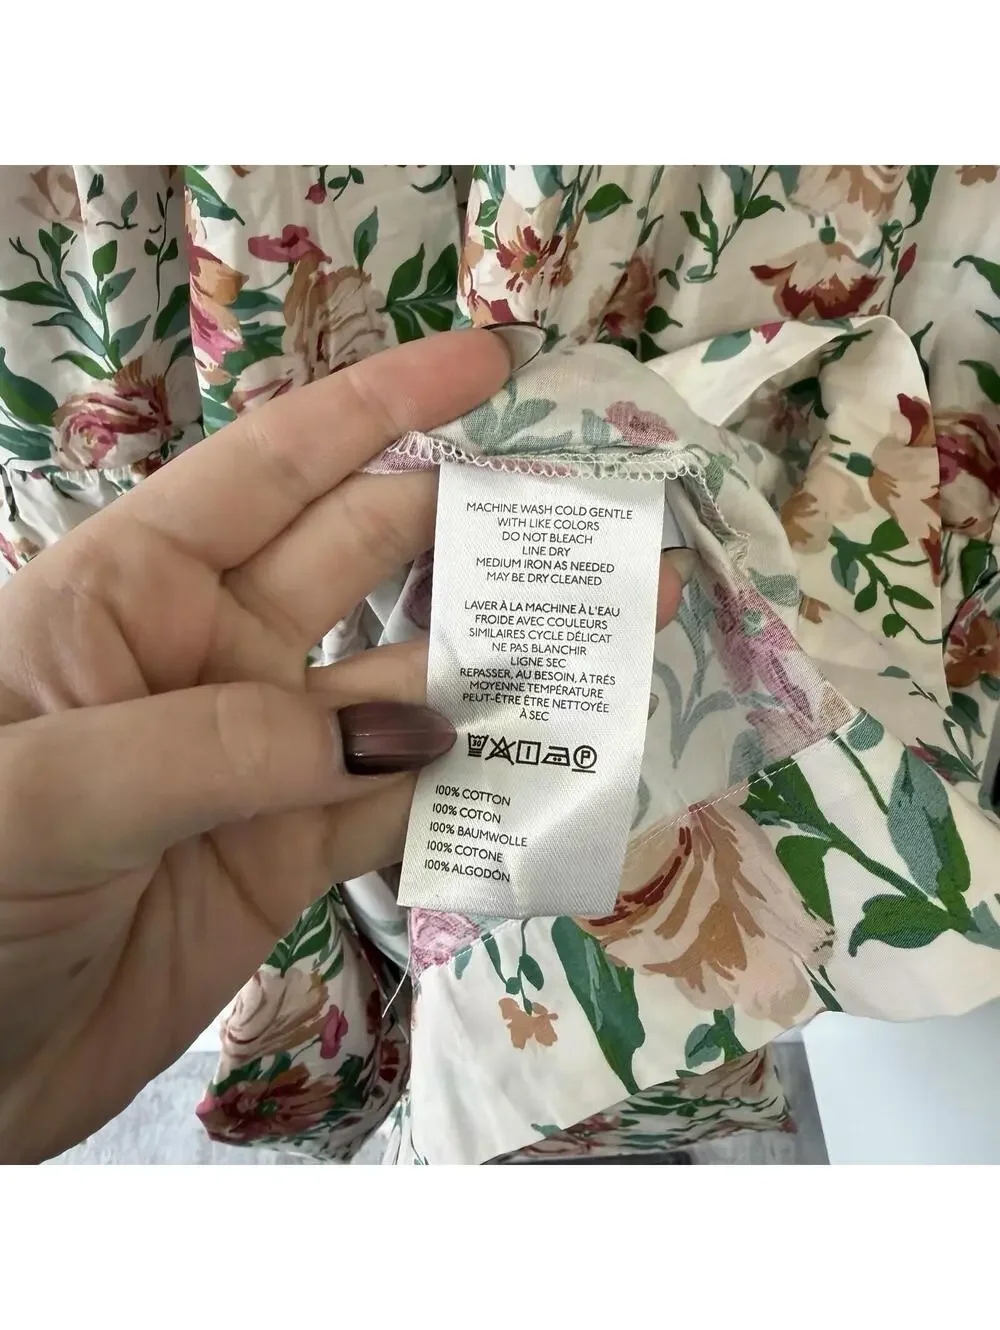 MACHINE WASH COLD GENTLE
WITH LIKE COLORS
DO NOT BLEACH
LINE DRY
MEDIUM IRON AS NEEDED
MAY BE DRY CLEANED
LAVER À LA MACHINE À L'EAU
FROIDE AVEC COULEURS
SIMILAIRES CYCLE DÉLICAT
NE PAS BLANCHIR
LIGNE SEC
REPASSER, AU BESOIN, À TRÉS
MOYENNE TEMPÉRATURE
PEUT-ÊTRE ÊTRE NETTOYÉE
À SEC
30 P
100% COTTON
100% COTON
100% BAUMWOLLE
100% COTONE
100% ALGODÓN